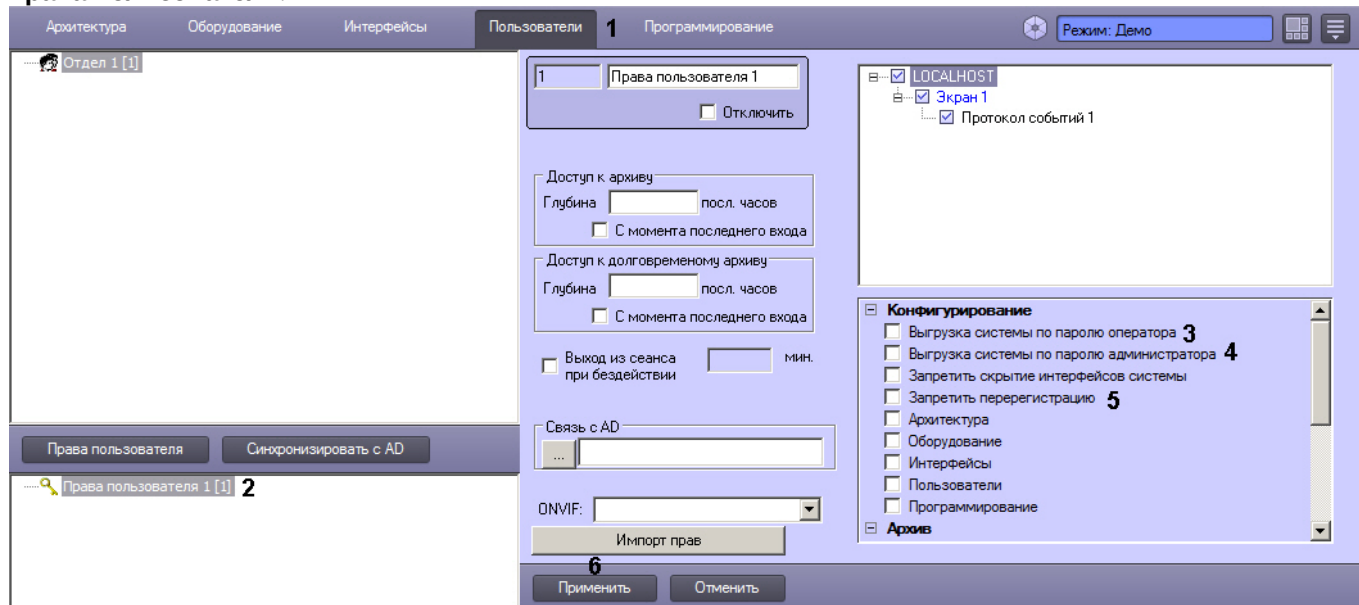 Архитектура Оборудование Интерфейсы Пользователи 1 Программирование Режим: Демо
Отдел 1 [1]
1 Права пользователя 1
Отключить
LOCALHOST
Экран 1
Протокол событий 1
Доступ к архиву
Глубина посл. часов
С момента последнего входа
Доступ к долговременому архиву
Глубина посл. часов
С момента последнего входа
Выход из сеанса при бездействии мин.
Связь с AD
...
ONVIF:
Импорт прав
6
Применить Отменить
Конфигурирование
Выгрузка системы по паролю оператора 3
Выгрузка системы по паролю администратора 4
Запретить скрытие интерфейсов системы
Запретить перерегистрацию 5
Архитектура
Оборудование
Интерфейсы
Пользователи
Программирование
Архив
Права пользователя Синхронизировать с AD
Права пользователя 1 [1] 2